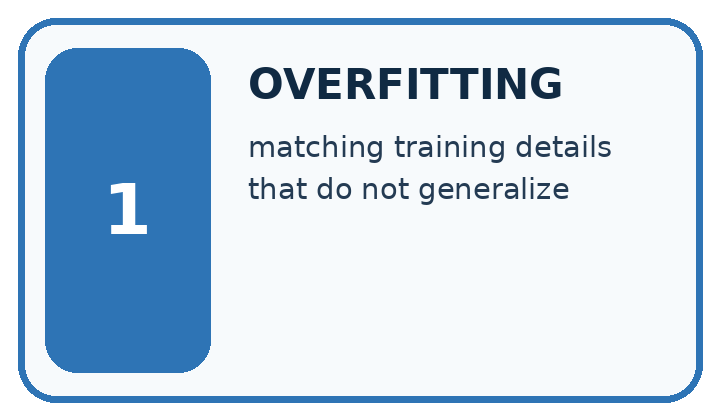 1
OVERFITTING
matching training details
that do not generalize